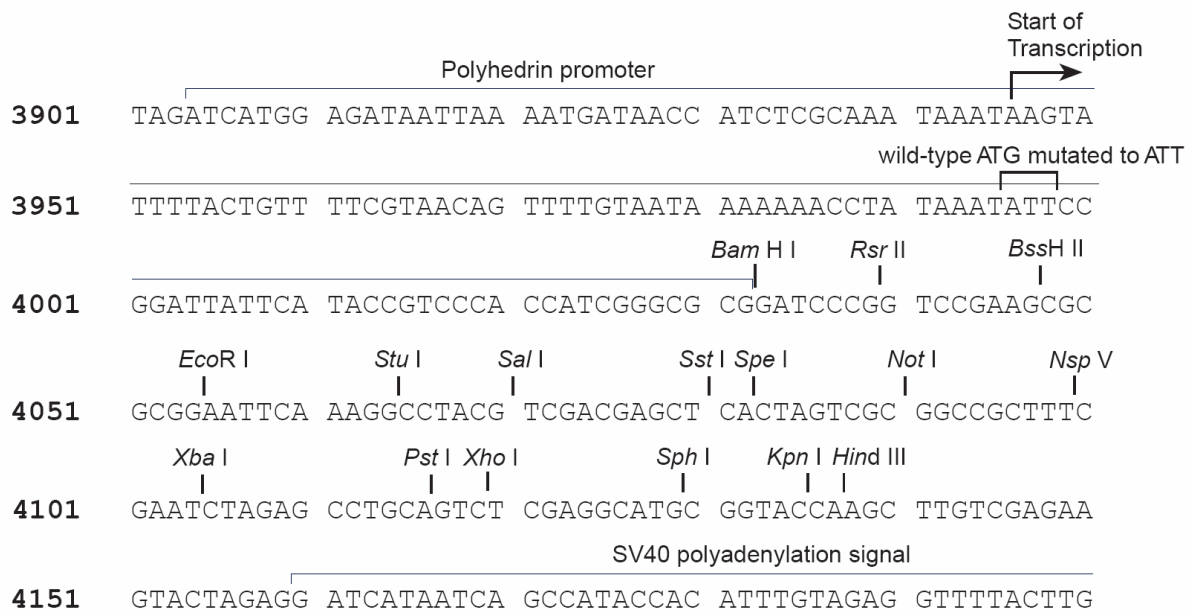 Start of
Transcription
Polyhedrin promoter
3901 TAGATCATGG AGATAATTAA AATGATAACC ATCTCGCAAA TAAATAAGTA
wild-type ATG mutated to ATT
3951 TTTTACTGTT TTCGTAACAG TTTTGTAATA AAAAAACCTA TAAATATTCC
Bam H I Rsr II BssH II
4001 GGATTATTCA TACCGTCCCA CCATCGGGCG CGGATCCCGG TCCGAAGCGC
EcoR I Stu I Sal I Sst I Spe I Not I Nsp V
4051 GCGGAATTCA AAGGCCTACG TCGACGAGCT CACTAGTCGC GGCCGCTTTC
Xba I Pst I Xho I Sph I Kpn I Hind III
4101 GAATCTAGAG CCTGCAGTCT CGAGGCATGC GGTACCAAGC TTGTCGAGAA
SV40 polyadenylation signal
4151 GTACTAGAGG ATCATAATCA GCCATACCAC ATTTGTAGAG GTTTTACTTG